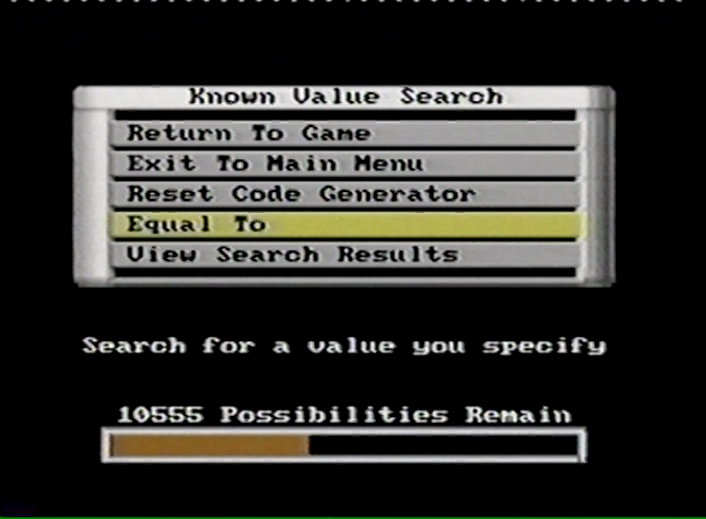 Known Value Search
Return To Game
Exit To Main Menu
Reset Code Generator
Equal To
View Search Results
Search for a value you specify
10555 Possibilities Remain